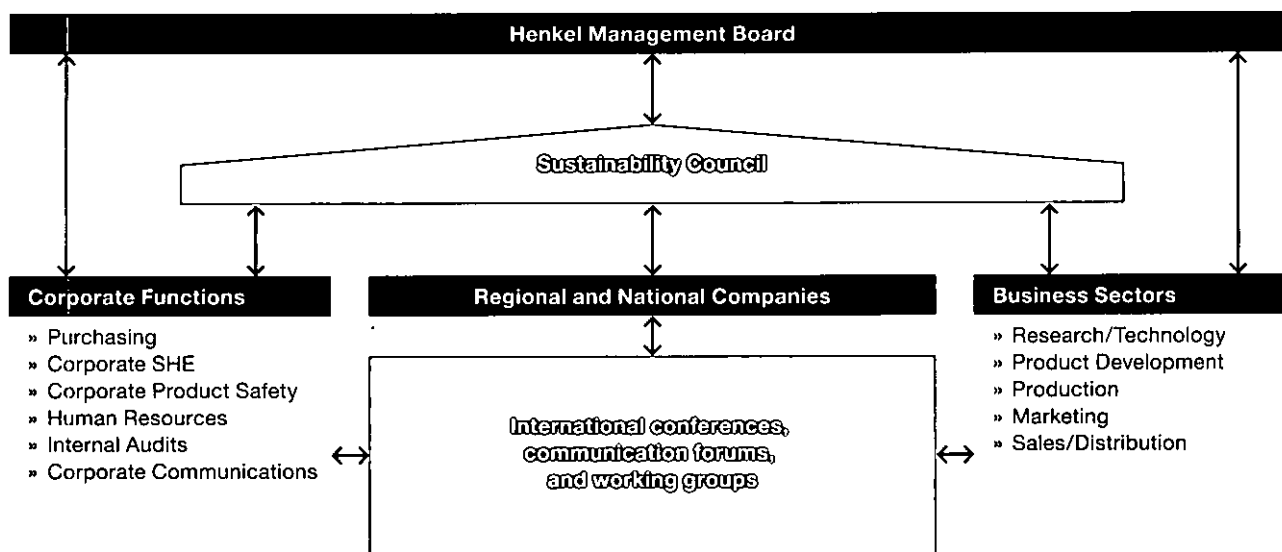 Henkel Management Board
Sustainability Council
Corporate Functions
» Purchasing
» Corporate SHE
» Corporate Product Safety
» Human Resources
» Internal Audits
» Corporate Communications
Regional and National Companies
International conferences,
communication forums,
and working groups
Business Sectors
» Research/Technology
» Product Development
» Production
» Marketing
» Sales/Distribution